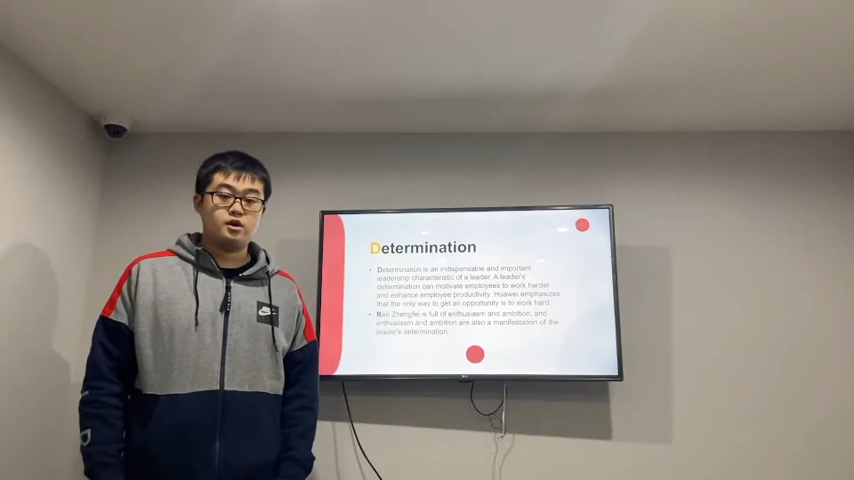 Determination
• Determination is an indispensable and important
leadership characteristic of a leader. A leader's
determination can motivate employees to work harder
and enhance employee productivity. Huawei emphasizes
that the only way to get an opportunity is to work hard.
• Ren Zhengfei is full of enthusiasm and ambition, and
enthusiasm and ambition are also a manifestation of the
leader's determination.